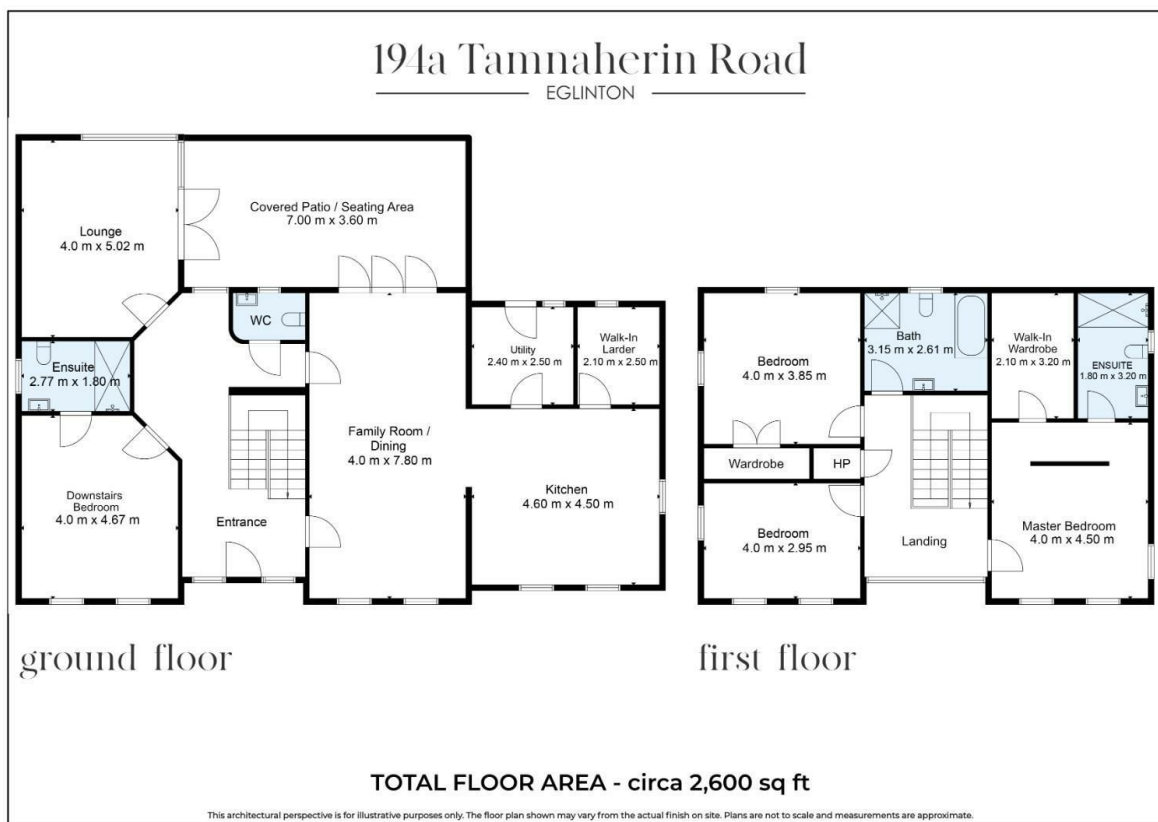 194a Tamnaherin Road
EGLINTON
Lounge
4.0 m x 5.02 m
Covered Patio / Seating Area
7.00 m x 3.60 m
WC
Ensuite
2.77 m x 1.80 m
Utility
2.40 m x 2.50 m
Walk-In
Larder
2.10 m x 2.50 m
Family Room /
Dining
4.0 m x 7.80 m
Downstairs
Bedroom
4.0 m x 4.67 m
Entrance
Kitchen
4.60 m x 4.50 m
ground floor
Bedroom
4.0 m x 3.85 m
Bath
3.15 m x 2.61 m
Walk-In
Wardrobe
2.10 m x 3.20 m
ENSUITE
1.80 m x 3.20 m
Wardrobe
HP
Bedroom
4.0 m x 2.95 m
Landing
Master Bedroom
4.0 m x 4.50 m
first floor
TOTAL FLOOR AREA - circa 2,600 sq ft
This architectural perspective is for illustrative purposes only. The floor plan shown may vary from the actual finish on site. Plans are not to scale and measurements are approximate.